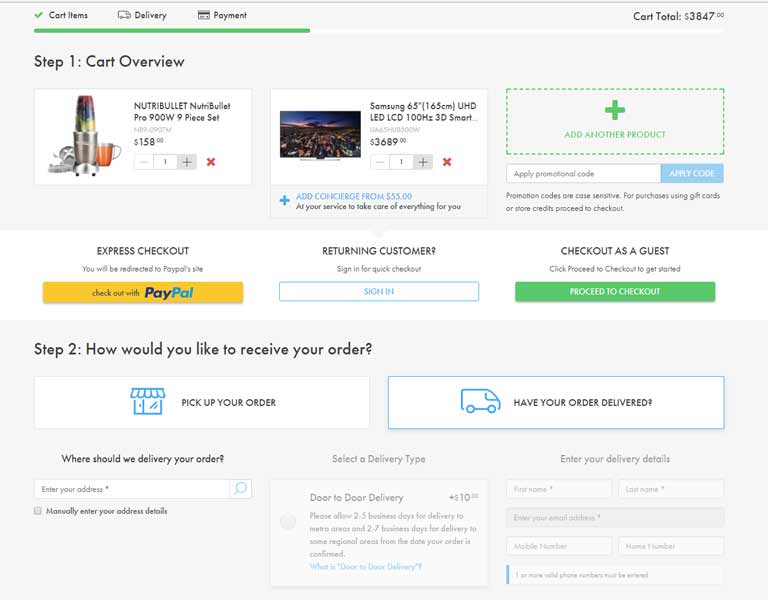 Cart Items
Delivery
Payment
Cart Total: $3847.00
Step 1: Cart Overview
NUTRIBULLET NutriBullet
Pro 900W 9 Piece Set
NB9-0907M
$158.00
1
Samsung 65"(165cm) UHD
LED LCD 100Hz 3D Smart...
UA65HU8500W
$3689.00
1
ADD CONCIERGE FROM $55.00
At your service to take care of everything for you
ADD ANOTHER PRODUCT
Apply promotional code
APPLY CODE
Promotion codes are case sensitive. For purchases using gift cards
or store credits proceed to checkout.
EXPRESS CHECKOUT
You will be redirected to Paypal's site
check out with PayPal
RETURNING CUSTOMER?
Sign in for quick checkout
SIGN IN
CHECKOUT AS A GUEST
Click Proceed to Checkout to get started
PROCEED TO CHECKOUT
Step 2: How would you like to receive your order?
PICK UP YOUR ORDER
HAVE YOUR ORDER DELIVERED?
Where should we delivery your order?
Enter your address *
Manually enter your address details
Select a Delivery Type
Door to Door Delivery
+$10.00
Please allow 2-5 business days for delivery to
metro areas and 2-7 business days for delivery to
some regional areas from the date your order is
confirmed.
What is "Door to Door Delivery"?
Enter your delivery details
First name *
Last name *
Enter your email address *
Mobile Number
Home Number
1 or more valid phone numbers must be entered